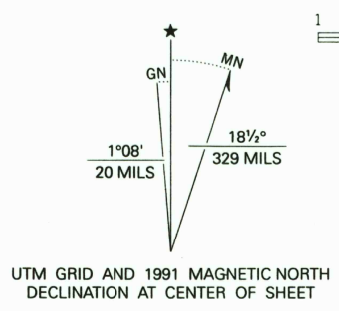 1
★
GN
MN
1°08'
20 MILS
18½°
329 MILS
UTM GRID AND 1991 MAGNETIC NORTH
DECLINATION AT CENTER OF SHEET